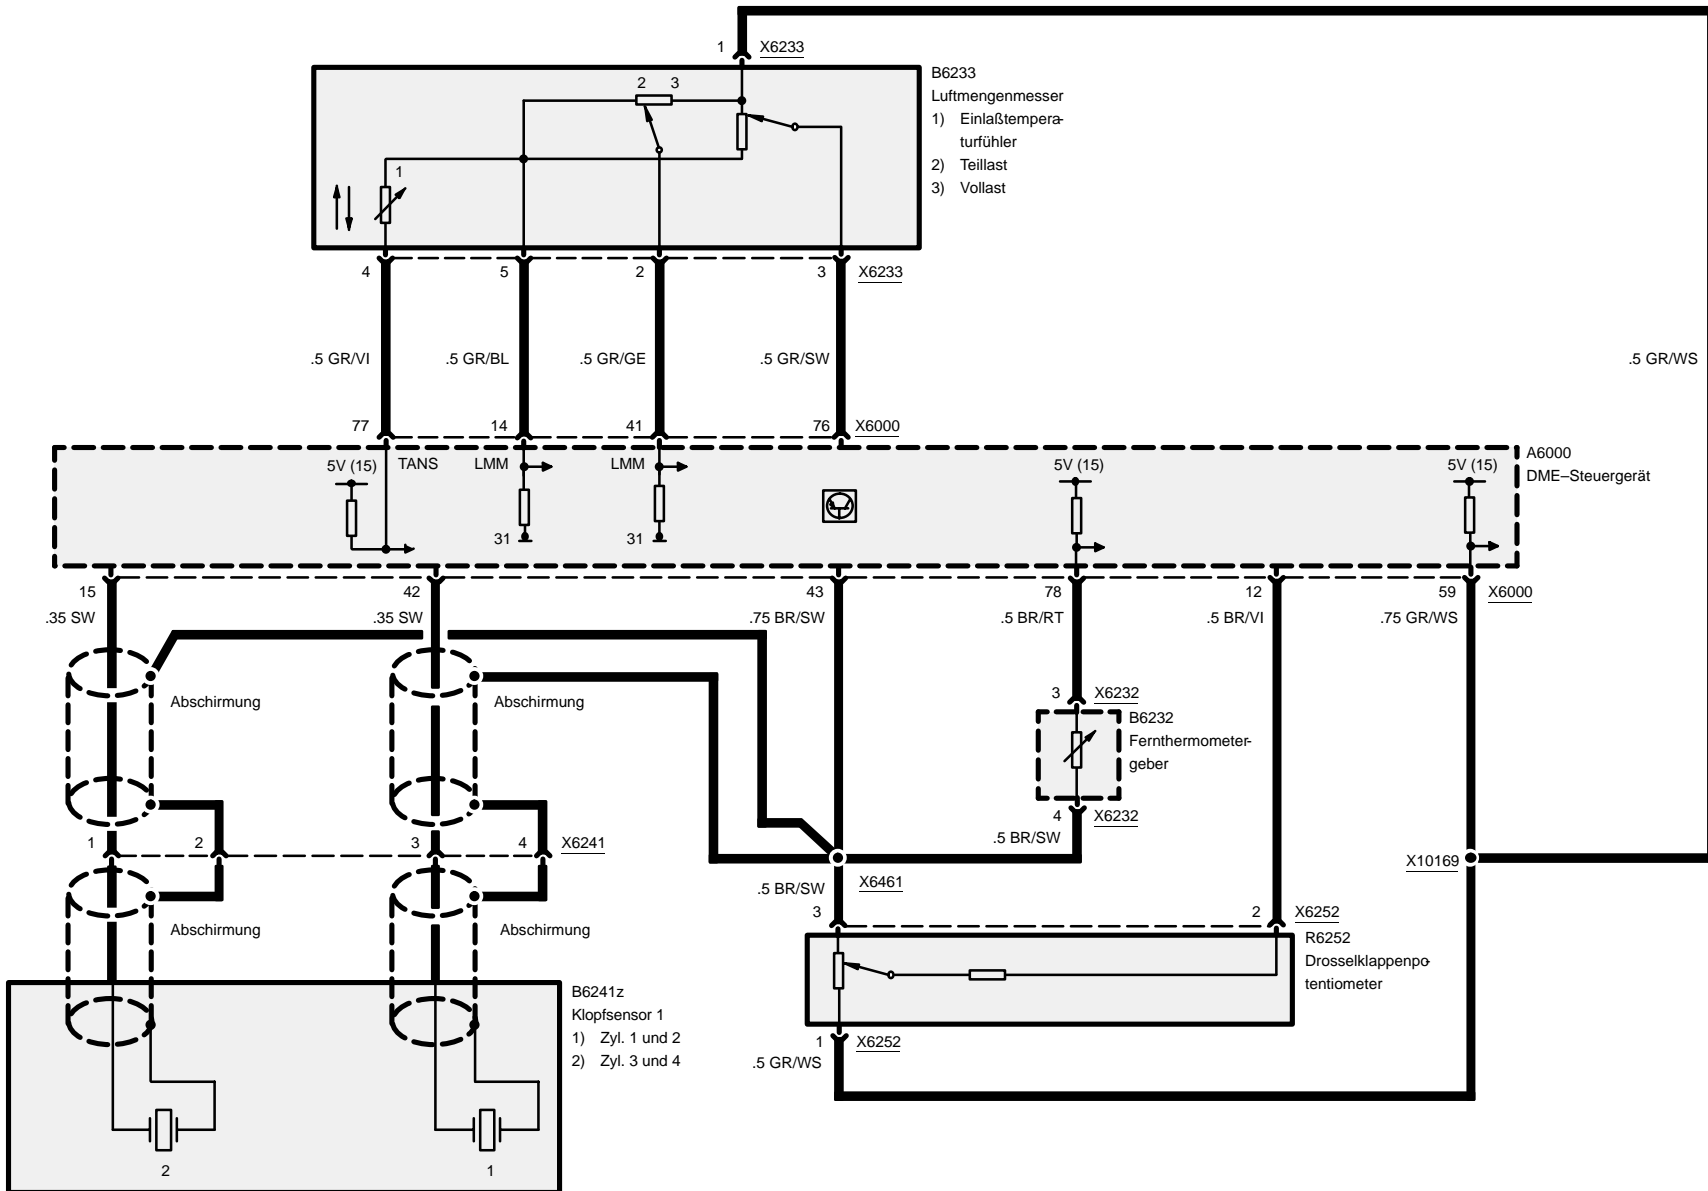 1 X6233
B6233
Luftmengenmesser
1) Einlaßtempera-
turfühler
2) Teillast
3) Vollast
2 3
1
4 5 2 3 X6233
.5 GR/VI .5 GR/BL .5 GR/GE .5 GR/SW .5 GR/WS
77 14 41 76 X6000
A6000
DME–Steuergerät
5V (15) TANS LMM LMM 5V (15) 5V (15)
31 31
15 42 43 78 12 59 X6000
.35 SW .35 SW .75 BR/SW .5 BR/RT .5 BR/VI .75 GR/WS
Abschirmung Abschirmung
3 X6232
B6232
Fernthermometer-
geber
4 X6232
.5 BR/SW
1 2 3 4 X6241
X6461
X10169
.5 BR/SW
3 2 X6252
Abschirmung Abschirmung
R6252
Drosselklappenpo-
tentiometer
B6241z
Klopfsensor 1
1) Zyl. 1 und 2
2) Zyl. 3 und 4
1 X6252
.5 GR/WS
2 1